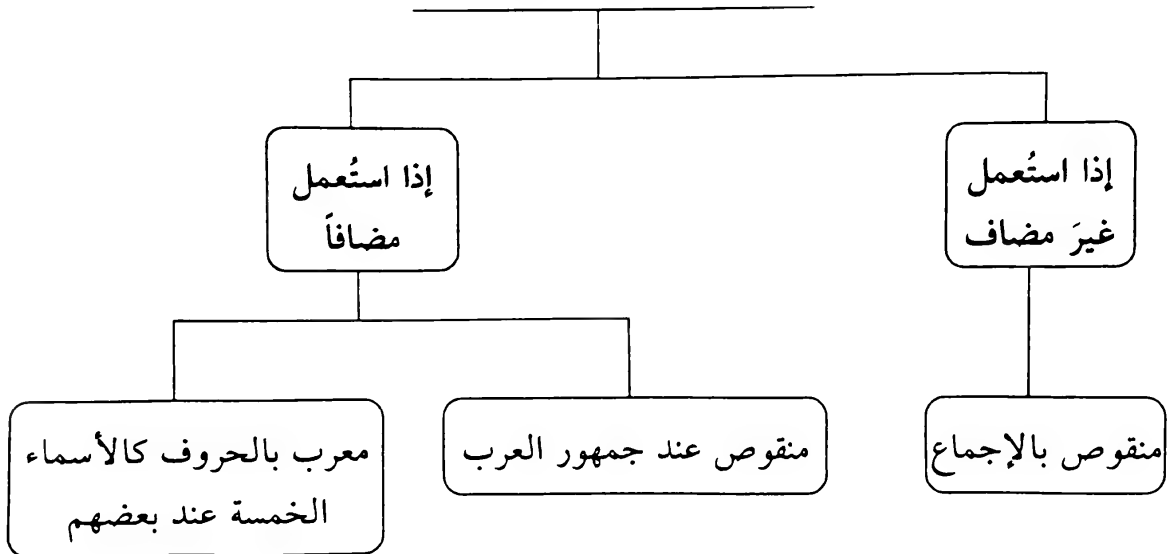 إذا استُعمل
غيرَ مضاف
إذا استُعمل
مضافاً
منقوص بالإجماع
منقوص عند جمهور العرب
معرب بالحروف كالأسماء
الخمسة عند بعضهم